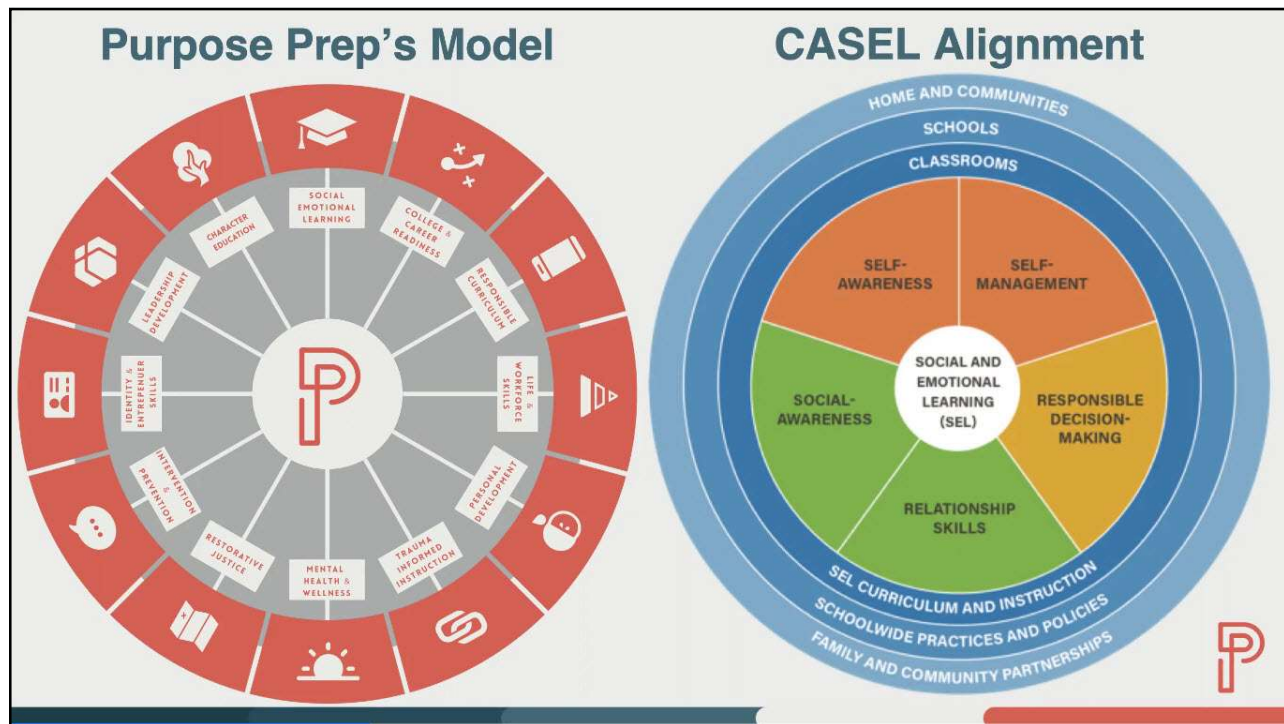 Purpose Prep's Model
SOCIAL
EMOTIONAL
LEARNING
COLLEGE &
CAREER
READINESS
RESPONSIBLE
CURRICULUM
LIFE &
WORKFORCE
SKILLS
PERSONAL
DEVELOPMENT
TRAUMA
INFORMED
INSTRUCTION
MENTAL
HEALTH &
WELLNESS
RESTORATIVE
JUSTICE
INTERVENTION
&
PREVENTION
IDENTITY &
ENTREPENUER
SKILLS
LEADERSHIP
DEVELOPMENT
CHARACTER
EDUCATION
CASEL Alignment
HOME AND COMMUNITIES
SCHOOLS
CLASSROOMS
SELF-
AWARENESS
SELF-
MANAGEMENT
SOCIAL AND
EMOTIONAL
LEARNING
(SEL)
SOCIAL-
AWARENESS
RESPONSIBLE
DECISION-
MAKING
RELATIONSHIP
SKILLS
SEL CURRICULUM AND INSTRUCTION
SCHOOLWIDE PRACTICES AND POLICIES
FAMILY AND COMMUNITY PARTNERSHIPS